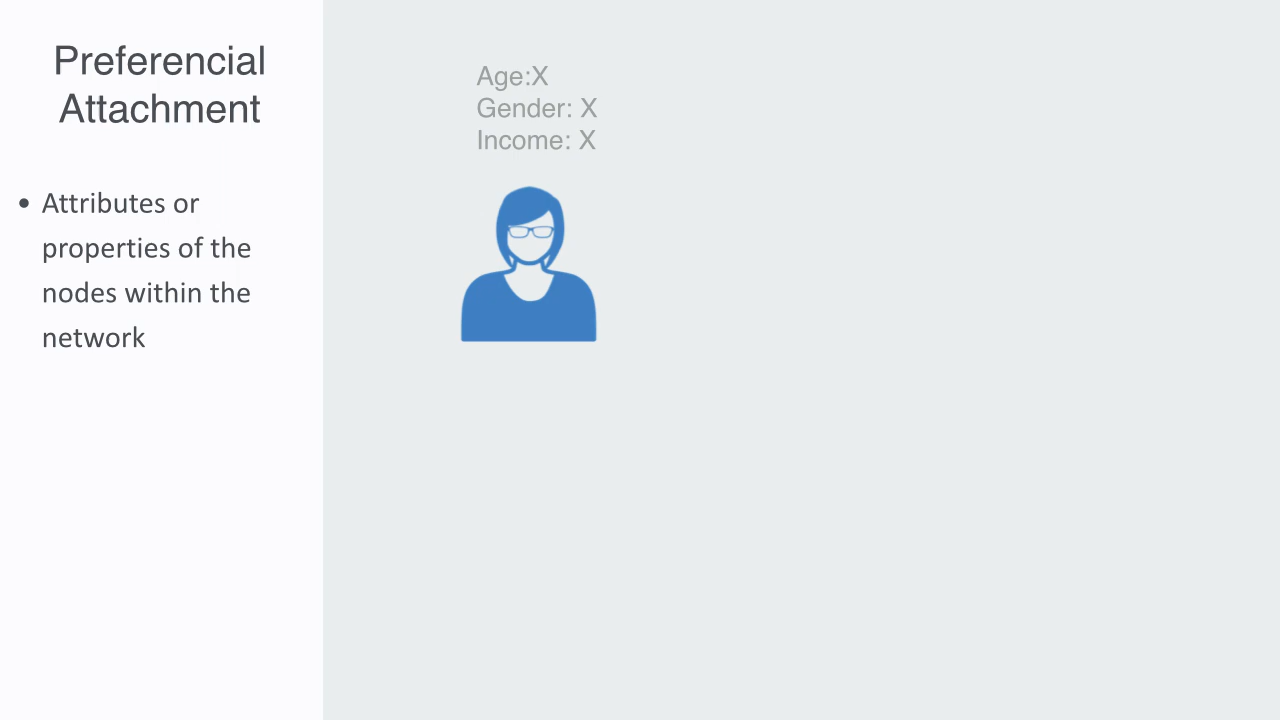 Preferencial
Attachment
• Attributes or
properties of the
nodes within the
network
Age:X
Gender: X
Income: X